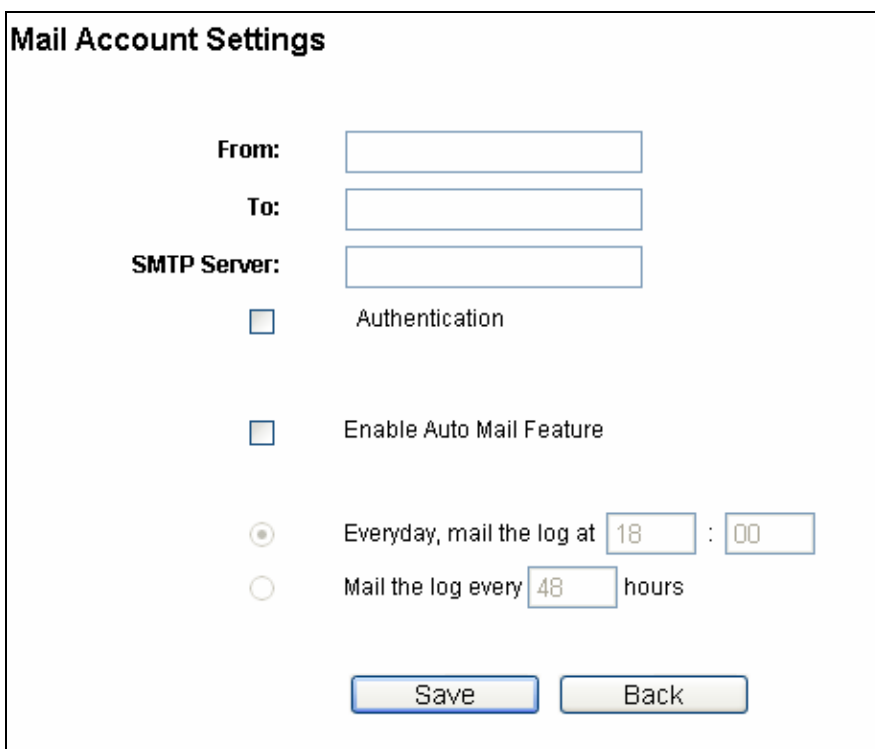 Mail Account Settings
From:
To:
SMTP Server:
Authentication
Enable Auto Mail Feature
Everyday, mail the log at 18 : 00
Mail the log every 48 hours
Save Back